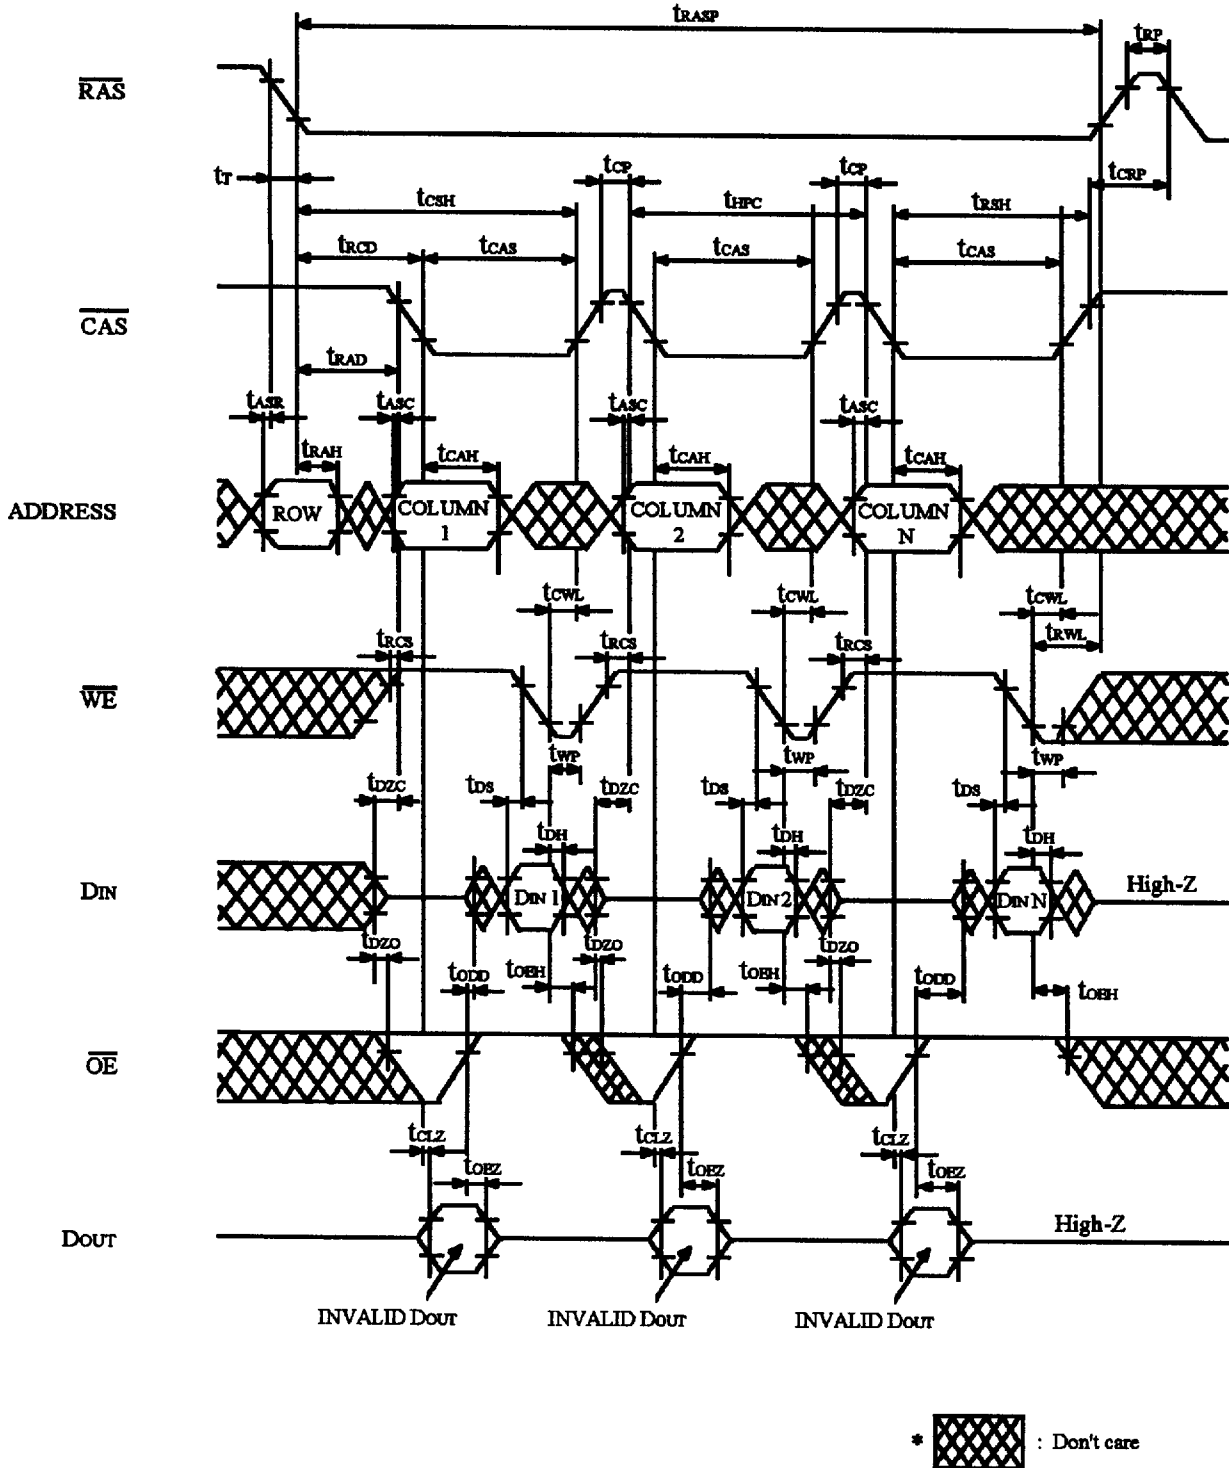 tRASP
tRP
RAS
tT
tCP
tCP
tCRP
tCSH
tHPC
tRSH
tRCD
tCAS
tCAS
tCAS
CAS
tRAD
tASR
tASC
tASC
tASC
tRAH
tCAH
tCAH
tCAH
ADDRESS
ROW
COLUMN 1
COLUMN 2
COLUMN N
tCWL
tCWL
tCWL
tRCS
tRCS
tRCS
tRWL
WE
tWP
tWP
tWP
tDZC
tDS
tDZC
tDS
tDZC
tDS
tDH
tDH
tDH
DIN
DIN 1
DIN 2
DIN N
High-Z
tDZO
tDZO
tDZO
tODD
tOEH
tODD
tOEH
tODD
tOEH
OE
tCLZ
tCLZ
tCLZ
tOEZ
tOEZ
tOEZ
DOUT
High-Z
INVALID DOUT
INVALID DOUT
INVALID DOUT
* : Don't care